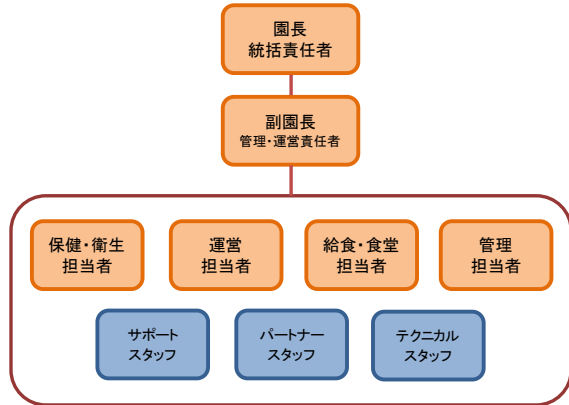 園長
統括責任者
副園長
管理・運営責任者
保健・衛生
担当者
運営
担当者
給食・食堂
担当者
管理
担当者
サポート
スタッフ
パートナー
スタッフ
テクニカル
スタッフ